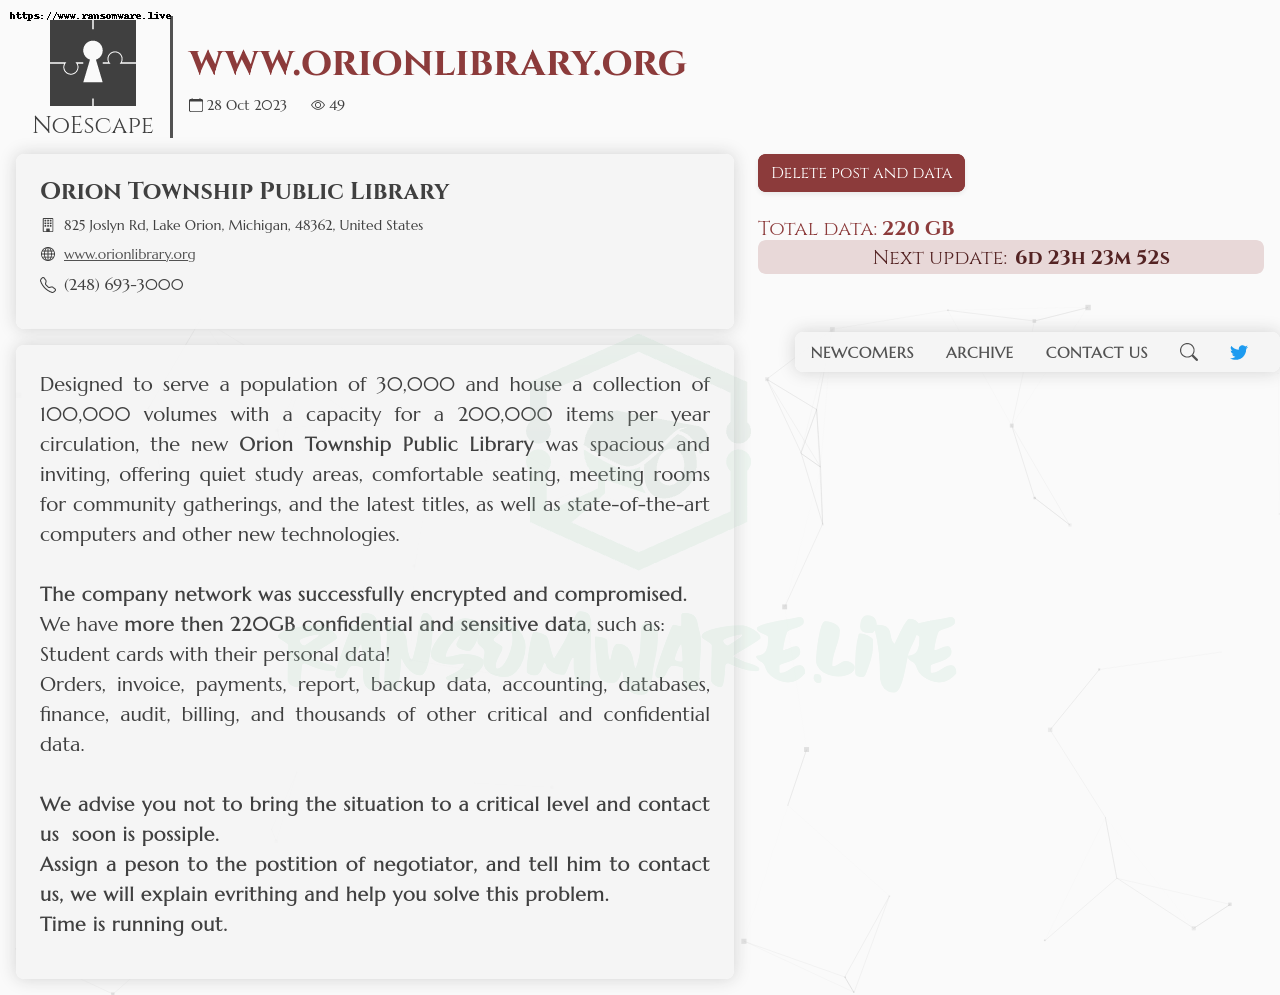 https://www.ransomware.live
NoEscape
www.orionlibrary.org
28 Oct 2023 49
Orion Township Public Library
825 Joslyn Rd, Lake Orion, Michigan, 48362, United States
www.orionlibrary.org
(248) 693-3000
Delete post and data
Total data: 220 GB
Next update: 6d 23h 23m 52s
NEWCOMERS ARCHIVE CONTACT US
Designed to serve a population of 30,000 and house a collection of
100,000 volumes with a capacity for a 200,000 items per year
circulation, the new Orion Township Public Library was spacious and
inviting, offering quiet study areas, comfortable seating, meeting rooms
for community gatherings, and the latest titles, as well as state-of-the-art
computers and other new technologies.
The company network was successfully encrypted and compromised.
We have more then 220GB confidential and sensitive data, such as:
Student cards with their personal data!
Orders, invoice, payments, report, backup data, accounting, databases,
finance, audit, billing, and thousands of other critical and confidential
data.
We advise you not to bring the situation to a critical level and contact
us soon is possiple.
Assign a peson to the postition of negotiator, and tell him to contact
us, we will explain evrithing and help you solve this problem.
Time is running out.
RANSOMWARE.LIVE